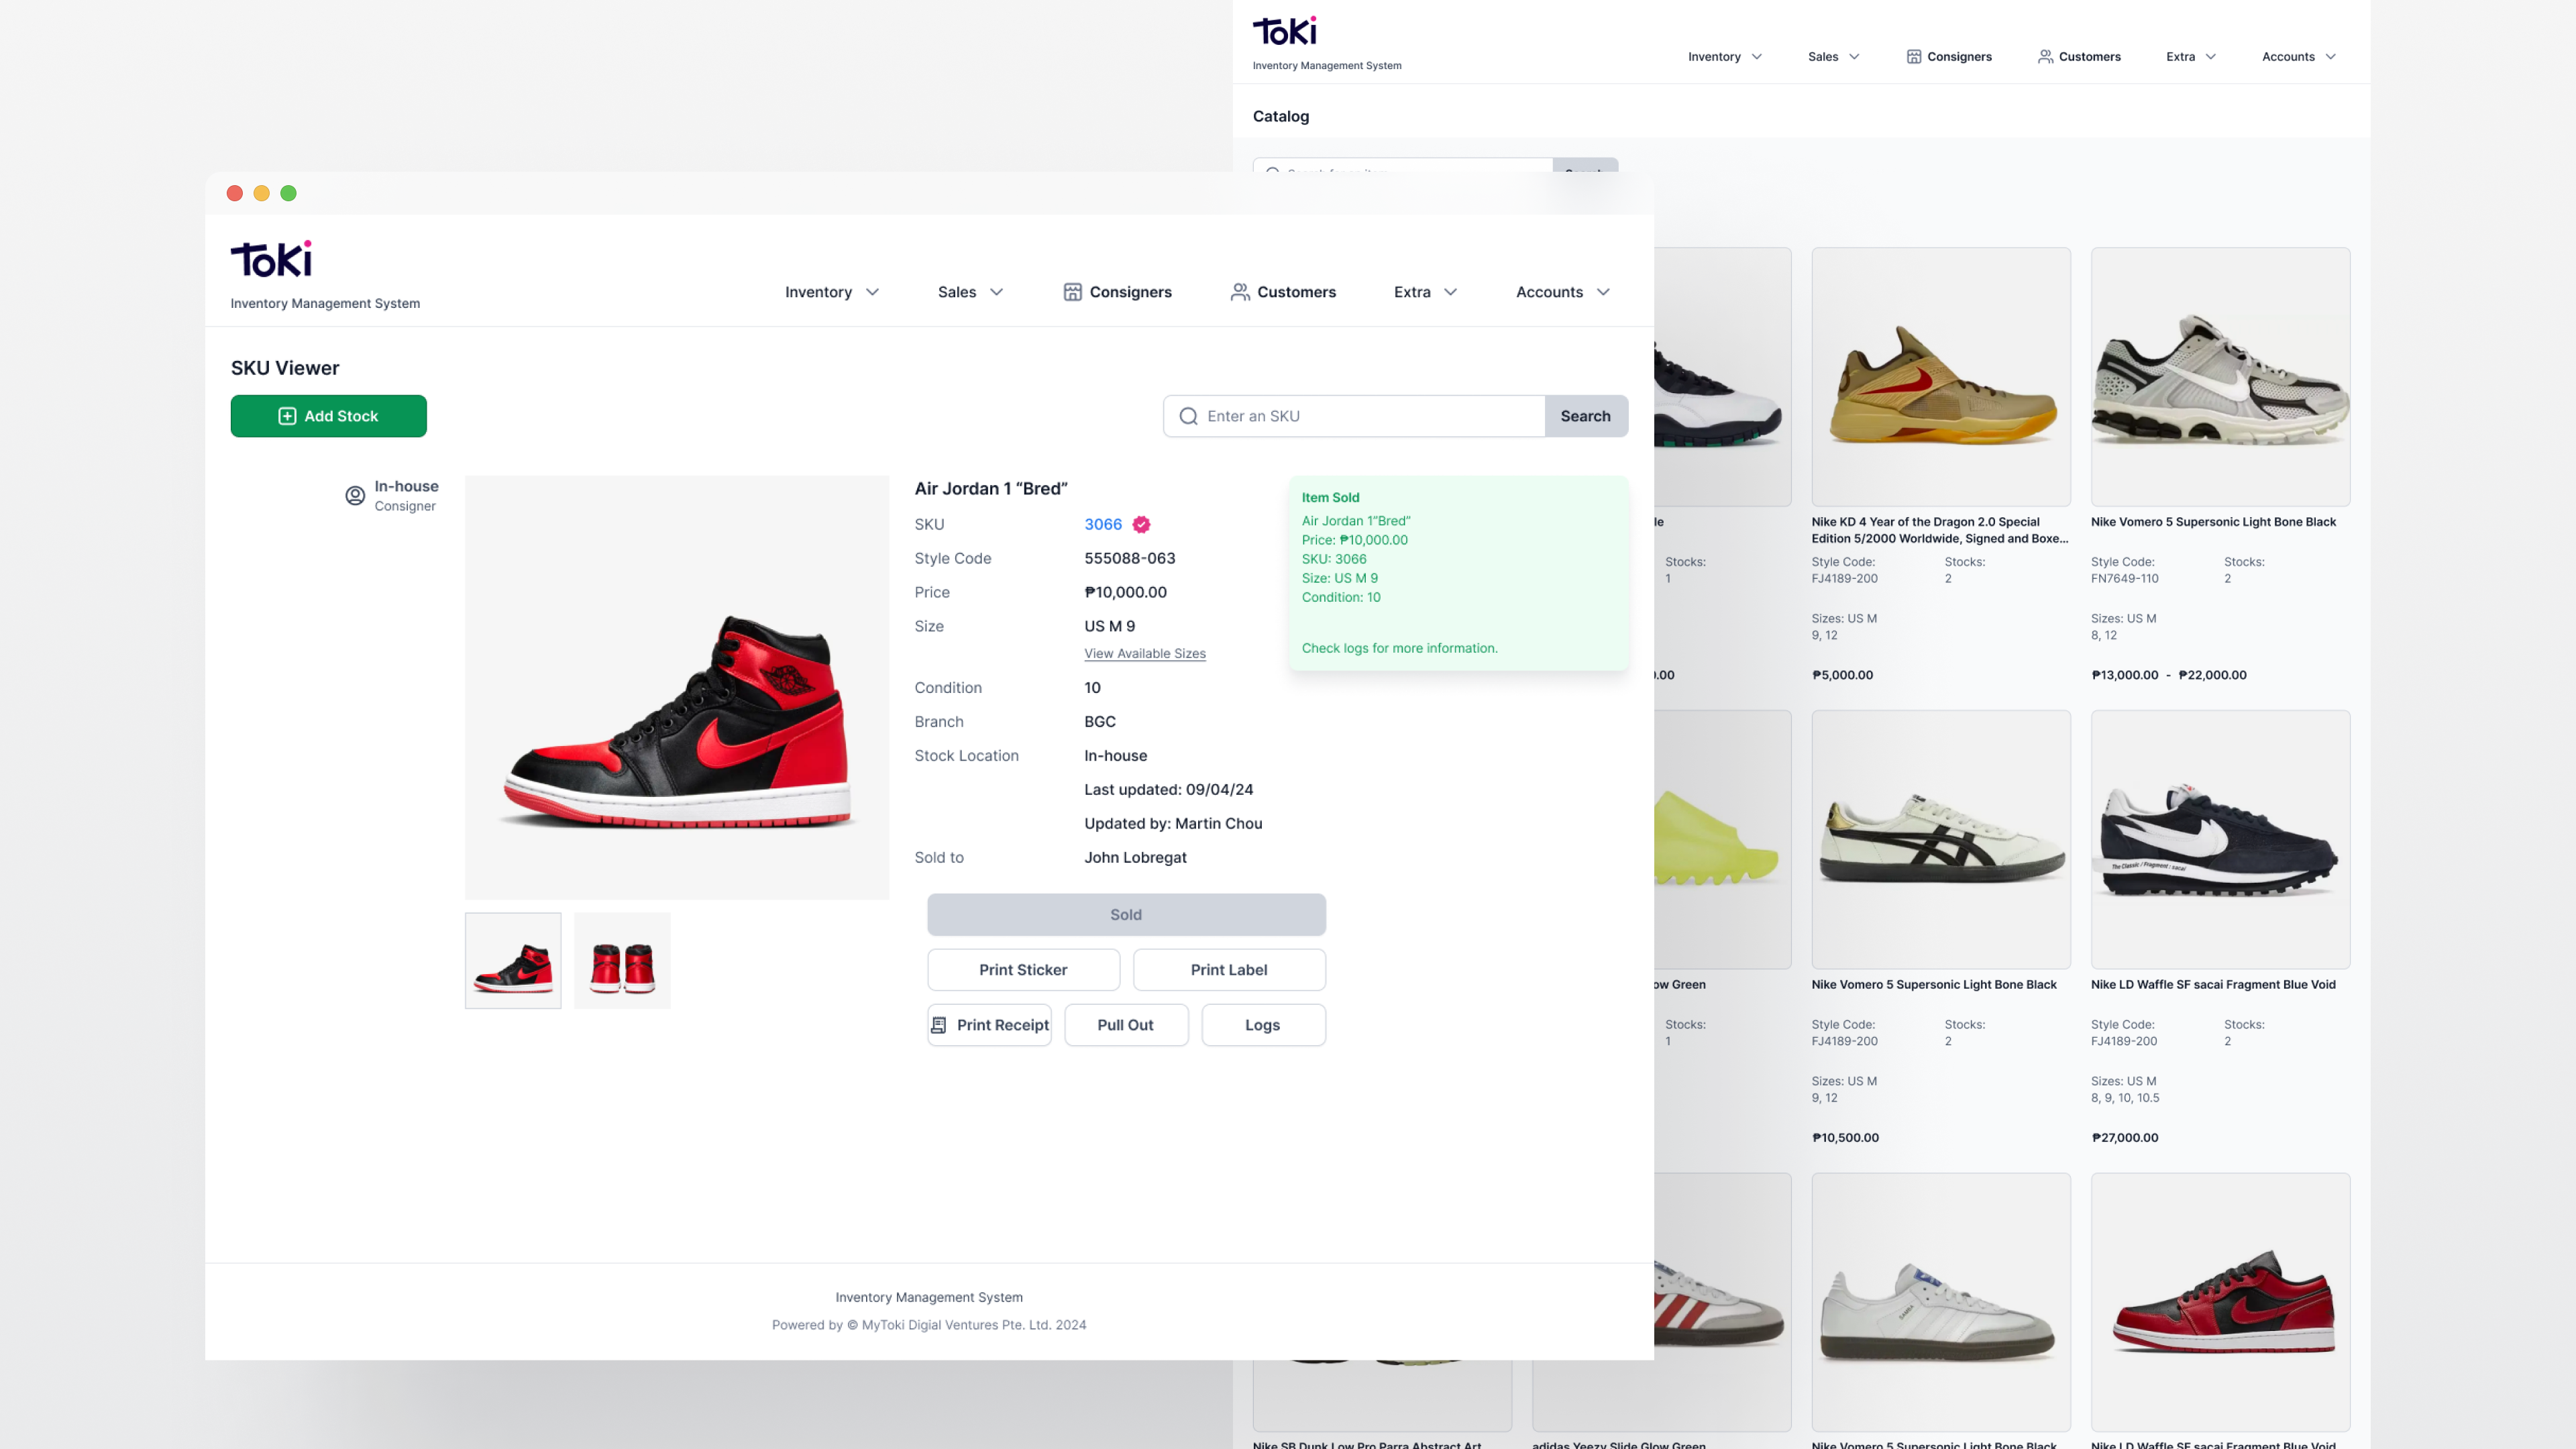 Toki
Inventory Management System
Inventory
Sales
Consigners
Customers
Extra
Accounts
Catalog
Toki
Inventory Management System
Inventory
Sales
Consigners
Customers
Extra
Accounts
SKU Viewer
Add Stock
Enter an SKU
Search
In-house
Consigner
Air Jordan 1 “Bred”
SKU 3066
Style Code 555088-063
Price ₱10,000.00
Size US M 9
View Available Sizes
Condition 10
Branch BGC
Stock Location In-house
Last updated: 09/04/24
Updated by: Martin Chou
Sold to John Lobregat
Sold
Print Sticker
Print Label
Print Receipt
Pull Out
Logs
Item Sold
Air Jordan 1“Bred”
Price: ₱10,000.00
SKU: 3066
Size: US M 9
Condition: 10
Check logs for more information.
Inventory Management System
Powered by © MyToki Digial Ventures Pte. Ltd. 2024
Stocks:
1
Nike KD 4 Year of the Dragon 2.0 Special
Edition 5/2000 Worldwide, Signed and Boxe...
Style Code: Stocks:
FJ4189-200 2
Sizes: US M
9, 12
₱5,000.00
Nike Vomero 5 Supersonic Light Bone Black
Style Code: Stocks:
FN7649-110 2
Sizes: US M
8, 12
₱13,000.00 - ₱22,000.00
Green
Stocks:
1
Nike Vomero 5 Supersonic Light Bone Black
Style Code: Stocks:
FJ4189-200 2
Sizes: US M
9, 12
₱10,500.00
The Classic / Fragment : sacai
Nike LD Waffle SF sacai Fragment Blue Void
Style Code: Stocks:
FJ4189-200 2
Sizes: US M
8, 9, 10, 10.5
₱27,000.00
SAMBA
Nike SB Dunk Low Pro Parra Abstract Art
adidas Yeezy Slide Glow Green
Nike Vomero 5 Supersonic Light Bone Black
Nike LD Waffle SF sacai Fragment Blue Void